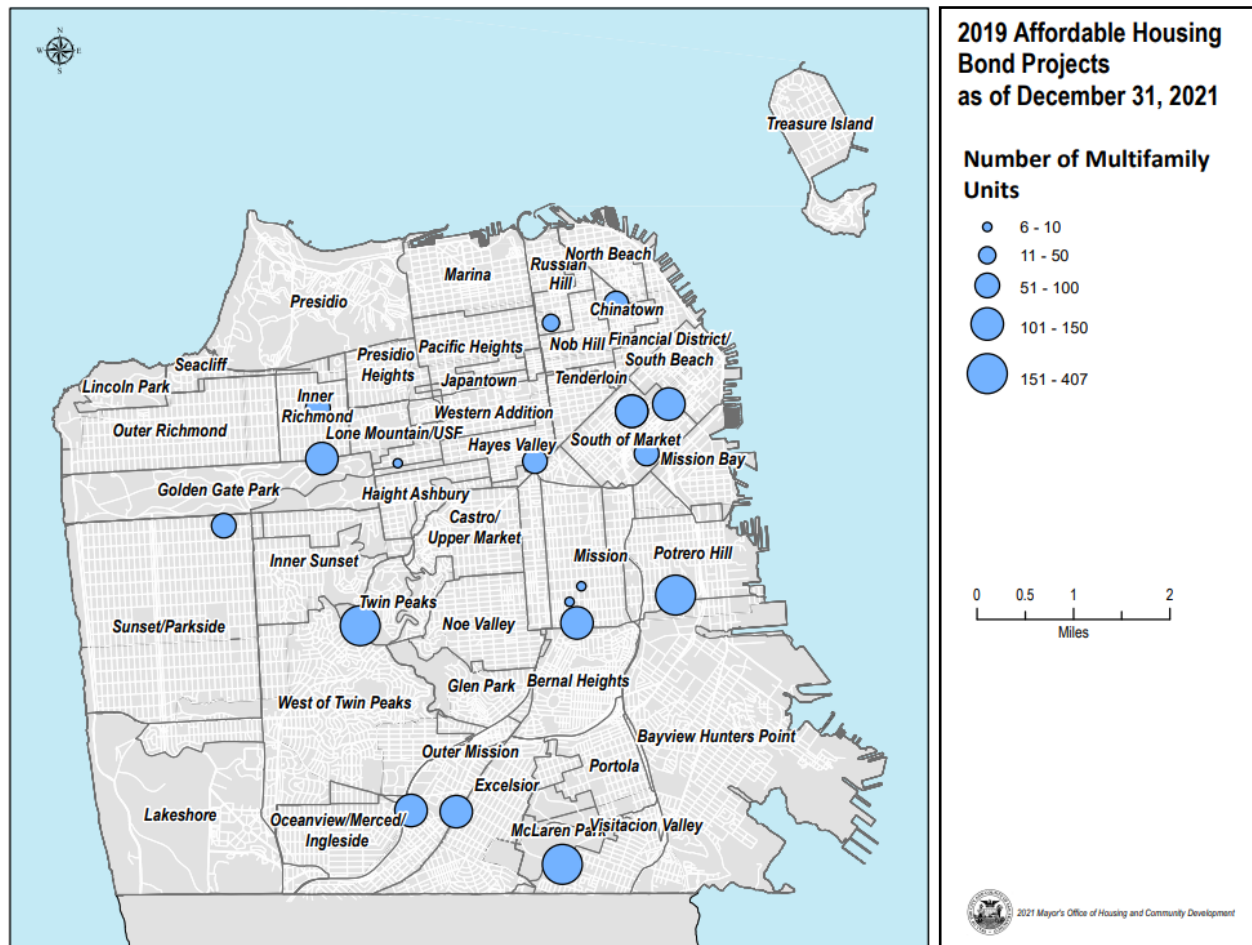 N
W
E
S
Treasure Island
North Beach
Russian
Hill
Marina
Presidio
Chinatown
Nob Hill
Financial District/
South Beach
Pacific Heights
Presidio
Heights
Seacliff
Lincoln Park
Japantown
Tenderloin
Inner
Richmond
Western Addition
Outer Richmond
Lone Mountain/USF
Hayes Valley
South of Market
Mission Bay
Golden Gate Park
Haight Ashbury
Castro/
Upper Market
Inner Sunset
Mission
Potrero Hill
Twin Peaks
Sunset/Parkside
Noe Valley
Glen Park
Bernal Heights
West of Twin Peaks
Bayview Hunters Point
Outer Mission
Portola
Excelsior
Lakeshore
Oceanview/Merced/
Ingleside
McLaren Park
Visitacion Valley
2019 Affordable Housing
Bond Projects
as of December 31, 2021
Number of Multifamily
Units
6 - 10
11 - 50
51 - 100
101 - 150
151 - 407
0 0.5 1 2
Miles
2021 Mayor's Office of Housing and Community Development